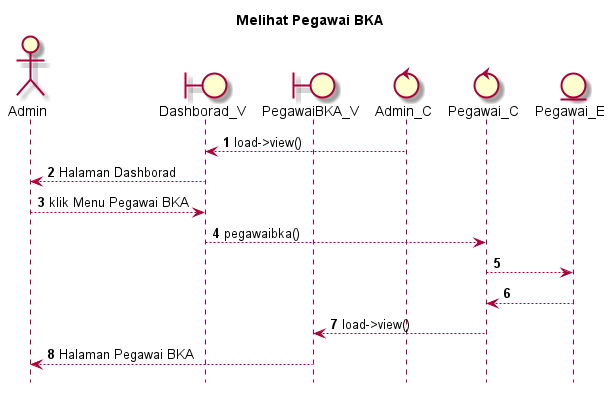 Melihat Pegawai BKA
Admin
Dashborad_V
PegawaiBKA_V
Admin_C
Pegawai_C
Pegawai_E
1 load->view()
2 Halaman Dashborad
3 klik Menu Pegawai BKA
4 pegawaibka()
5
6
7 load->view()
8 Halaman Pegawai BKA